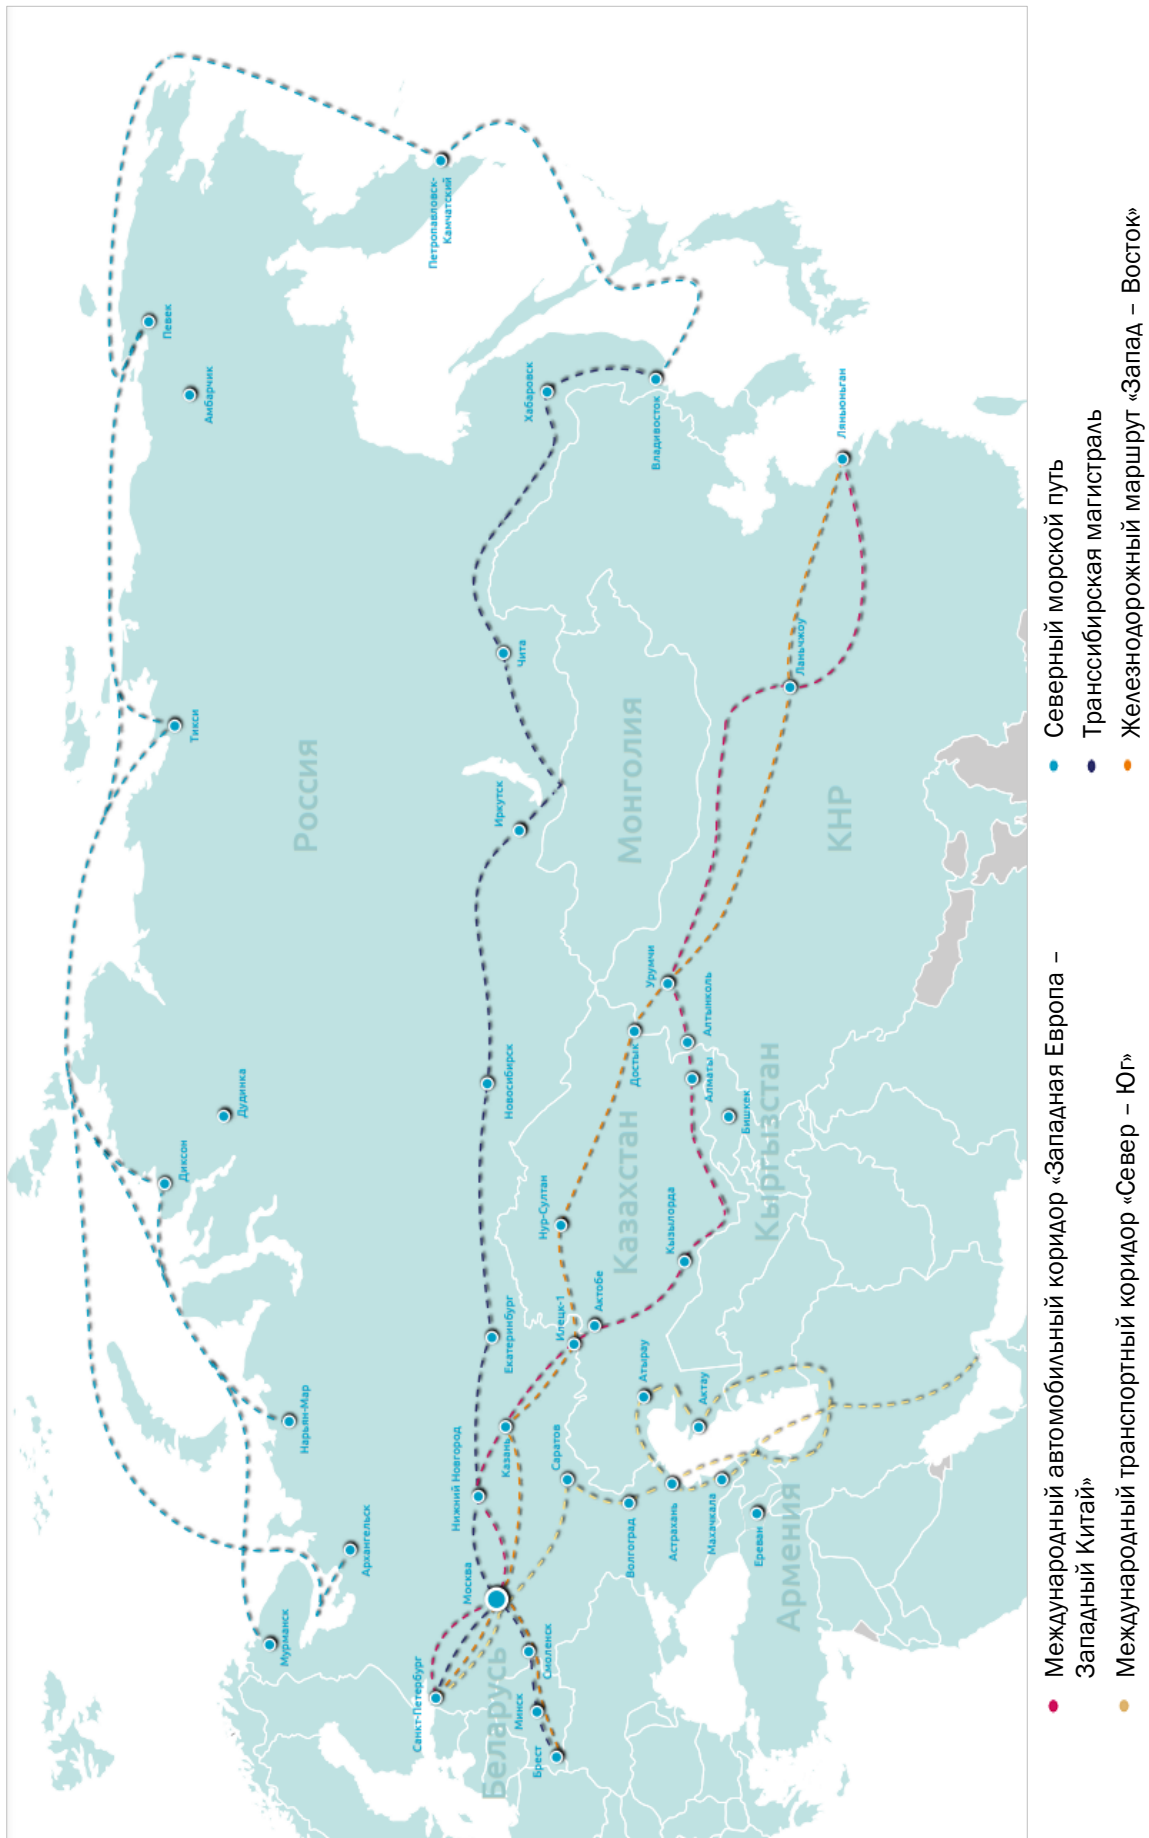 Певек
Амбарчик
Петропавловск-
Камчатский
Хабаровск
Владивосток
Ляньюньган
Тикси
Чита
Ланьчжоу
Россия
Иркутск
Монголия
КНР
Урумчи
Достык
Алтынколь
Алматы
Бишкек
Новосибирск
Дудинка
Диксон
Казахстан
Кыргызстан
Нур-Султан
Кызылорда
Екатеринбург
Илецк-1
Актобе
Атырау
Актау
Нарьян-Мар
Нижний Новгород
Казань
Саратов
Волгоград
Астрахань
Махачкала
Ереван
Армения
Архангельск
Москва
Мурманск
Санкт-Петербург
Беларусь
Смоленск
Минск
Брест
Международный автомобильный коридор «Западная Европа –
Западный Китай»
Международный транспортный коридор «Север – Юг»
Северный морской путь
Транссибирская магистраль
Железнодорожный маршрут «Запад – Восток»